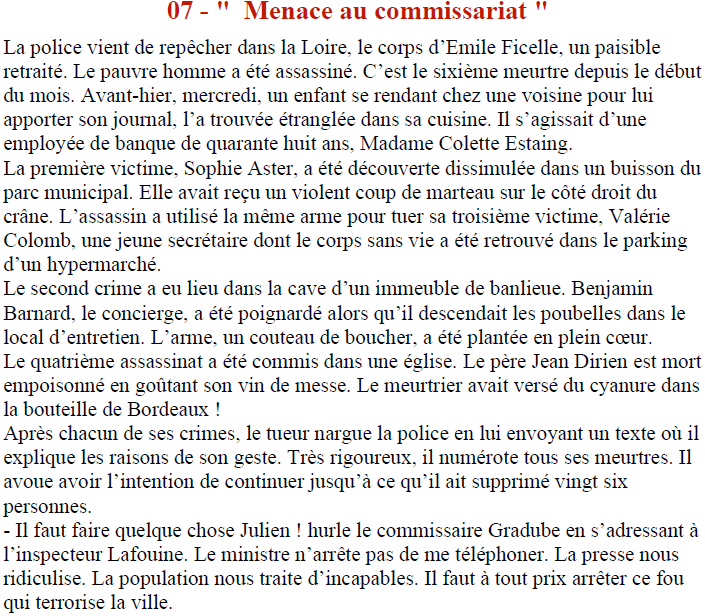 07 - "  Menace au commissariat "
La police vient de repêcher dans la Loire, le corps d’Emile Ficelle, un paisible
retraité. Le pauvre homme a été assassiné. C’est le sixième meurtre depuis le début
du mois. Avant-hier, mercredi, un enfant se rendant chez une voisine pour lui
apporter son journal, l’a trouvée étranglée dans sa cuisine. Il s’agissait d’une
employée de banque de quarante huit ans, Madame Colette Estaing.
La première victime, Sophie Aster, a été découverte dissimulée dans un buisson du
parc municipal. Elle avait reçu un violent coup de marteau sur le côté droit du
crâne. L’assassin a utilisé la même arme pour tuer sa troisième victime, Valérie
Colomb, une jeune secrétaire dont le corps sans vie a été retrouvé dans le parking
d’un hypermarché.
Le second crime a eu lieu dans la cave d’un immeuble de banlieue. Benjamin
Barnard, le concierge, a été poignardé alors qu’il descendait les poubelles dans le
local d’entretien. L’arme, un couteau de boucher, a été plantée en plein cœur.
Le quatrième assassinat a été commis dans une église. Le père Jean Dirien est mort
empoisonné en goûtant son vin de messe. Le meurtrier avait versé du cyanure dans
la bouteille de Bordeaux !
Après chacun de ses crimes, le tueur nargue la police en lui envoyant un texte où il
explique les raisons de son geste. Très rigoureux, il numérote tous ses meurtres. Il
avoue avoir l’intention de continuer jusqu’à ce qu’il ait supprimé vingt six
personnes.
- Il faut faire quelque chose Julien ! hurle le commissaire Gradube en s’adressant à
l’inspecteur Lafouine. Le ministre n’arrête pas de me téléphoner. La presse nous
ridiculise. La population nous traite d’incapables. Il faut à tout prix arrêter ce fou
qui terrorise la ville.